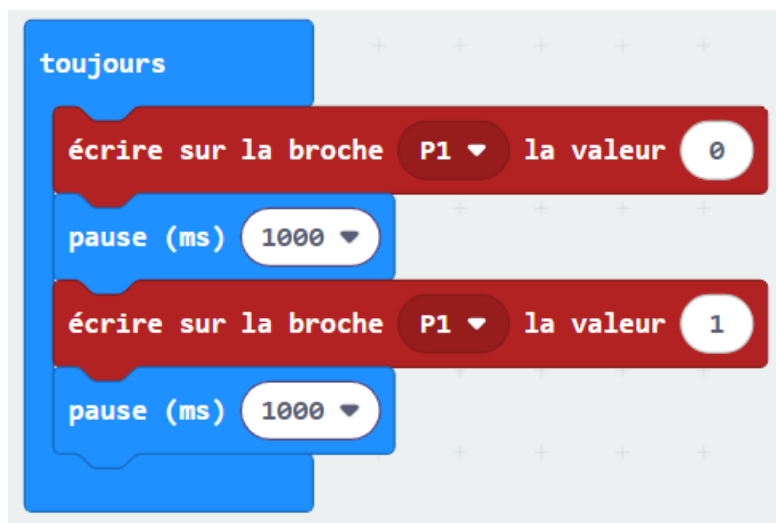 toujours
écrire sur la broche P1 la valeur 0
pause (ms) 1000
écrire sur la broche P1 la valeur 1
pause (ms) 1000